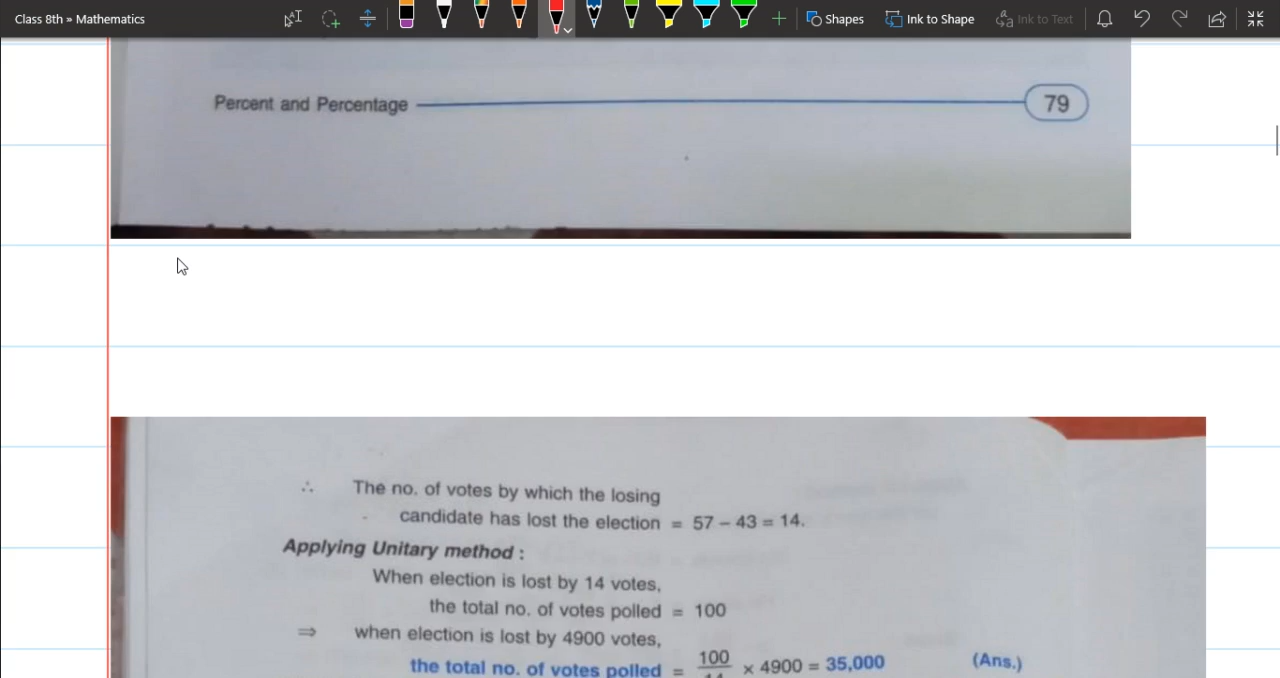 Class 8th » Mathematics
Shapes
Ink to Shape
Ink to Text
Percent and Percentage
79
∴ The no. of votes by which the losing
candidate has lost the election = 57 – 43 = 14.
Applying Unitary method :
When election is lost by 14 votes,
the total no. of votes polled = 100
⇒ when election is lost by 4900 votes,
the total no. of votes polled = 100/14 × 4900 = 35,000 (Ans.)